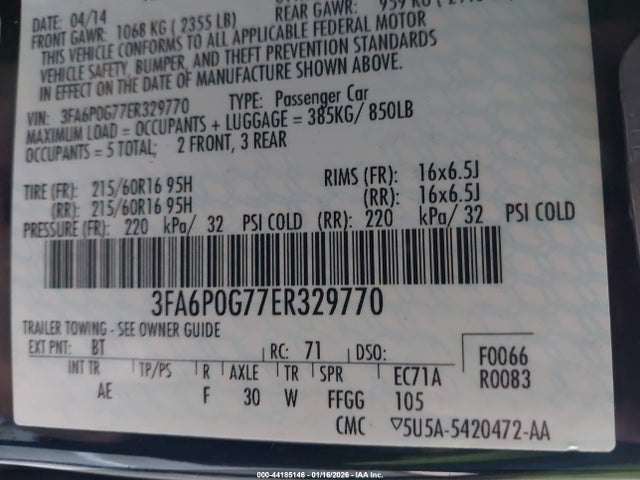 DATE: 04/14
FRONT GAWR: 1068 KG ( 2355 LB) REAR GAWR: 959 KG
THIS VEHICLE CONFORMS TO ALL APPLICABLE FEDERAL MOTOR
VEHICLE SAFETY, BUMPER, AND THEFT PREVENTION STANDARDS
IN EFFECT ON THE DATE OF MANUFACTURE SHOWN ABOVE.
VIN: 3FA6P0G77ER329770 TYPE: Passenger Car
MAXIMUM LOAD = OCCUPANTS + LUGGAGE = 385KG/ 850LB
OCCUPANTS = 5 TOTAL; 2 FRONT, 3 REAR
TIRE (FR): 215/60R16 95H RIMS (FR): 16x6.5J
(RR): 215/60R16 95H (RR): 16x6.5J
PRESSURE (FR): 220 kPa/ 32 PSI COLD (RR): 220 kPa/ 32 PSI COLD
3FA6P0G77ER329770
TRAILER TOWING - SEE OWNER GUIDE
EXT PNT: BT RC: 71 DSO: F0066
INT TR TP/PS R AXLE TR SPR EC71A R0083
AE F 30 W FFGG 105
CMC ▽5U5A-5420472-AA
000-44185146 - 01/16/2026 - IAA Inc.